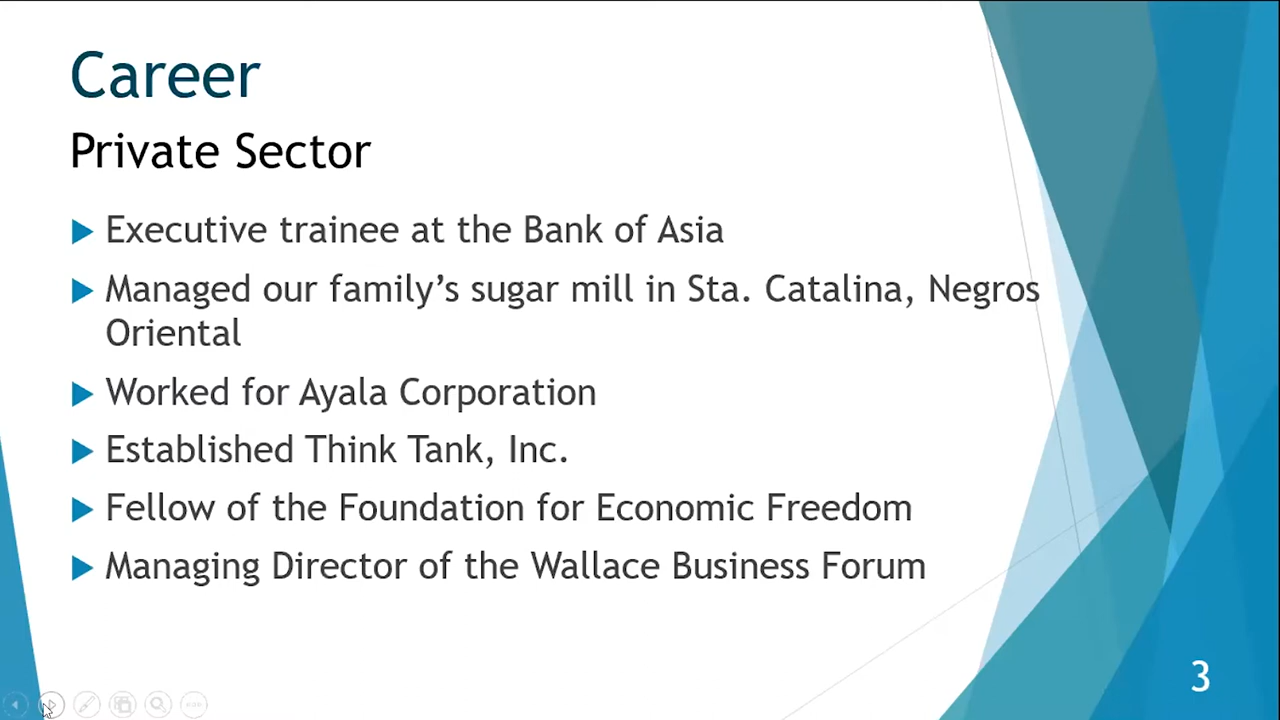 Career
Private Sector
Executive trainee at the Bank of Asia
Managed our family’s sugar mill in Sta. Catalina, Negros
Oriental
Worked for Ayala Corporation
Established Think Tank, Inc.
Fellow of the Foundation for Economic Freedom
Managing Director of the Wallace Business Forum
3